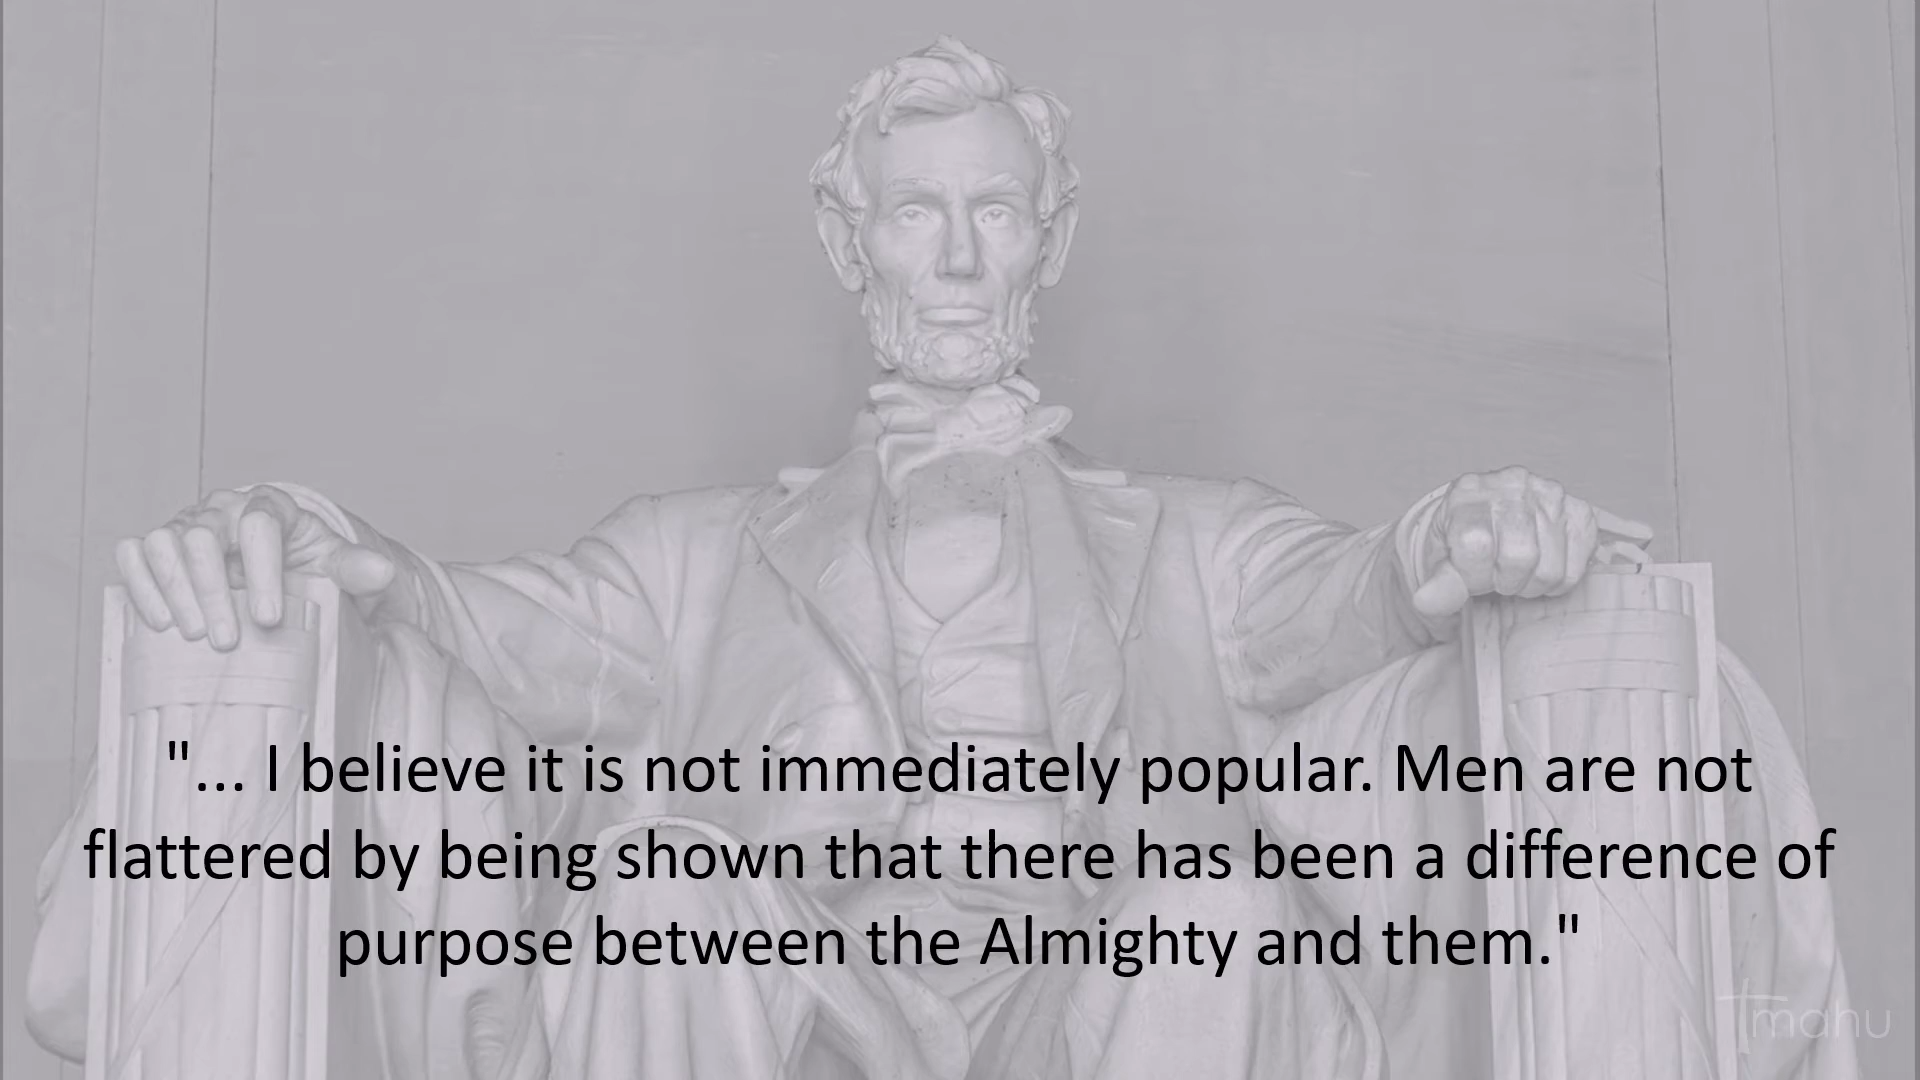 "... I believe it is not immediately popular. Men are not
flattered by being shown that there has been a difference of
purpose between the Almighty and them."
Tmahu